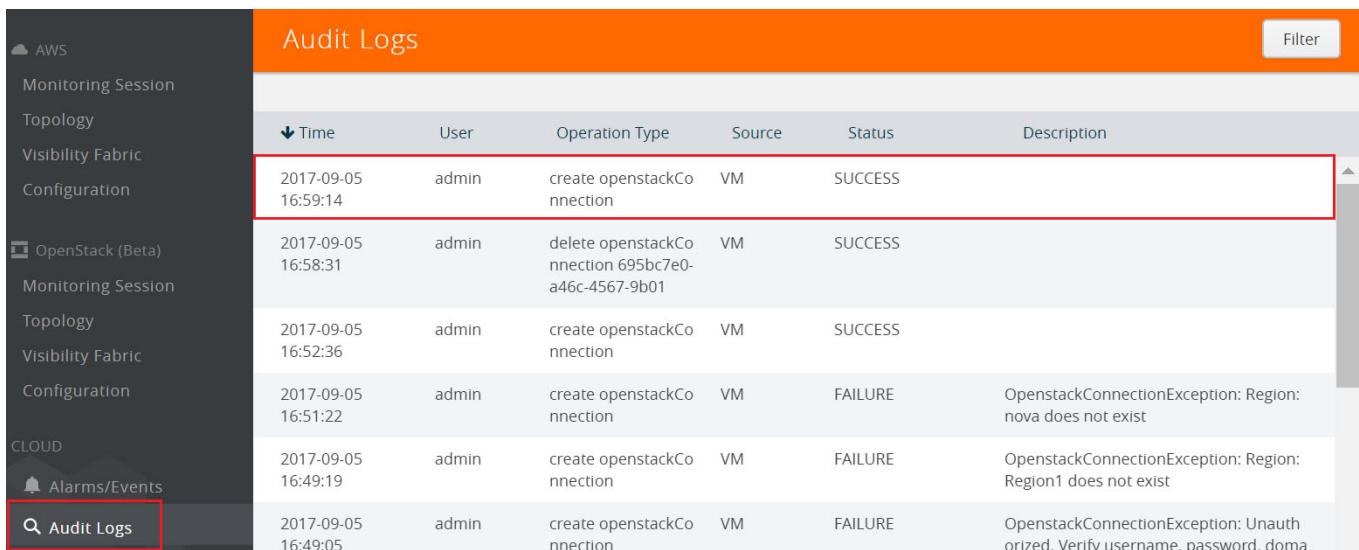 Audit Logs
Filter
AWS
Monitoring Session
Topology
Visibility Fabric
Configuration
OpenStack (Beta)
Monitoring Session
Topology
Visibility Fabric
Configuration
CLOUD
Alarms/Events
Audit Logs
Time User Operation Type Source Status Description
2017-09-05 admin create openstackCo VM SUCCESS
16:59:14 nnection
2017-09-05 admin delete openstackCo VM SUCCESS
16:58:31 nnection 695bc7e0-
a46c-4567-9b01
2017-09-05 admin create openstackCo VM SUCCESS
16:52:36 nnection
2017-09-05 admin create openstackCo VM FAILURE OpenstackConnectionException: Region:
16:51:22 nnection nova does not exist
2017-09-05 admin create openstackCo VM FAILURE OpenstackConnectionException: Region:
16:49:19 nnection Region1 does not exist
2017-09-05 admin create openstackCo VM FAILURE OpenstackConnectionException: Unauth
16:49:05 nnection orized. Verify username, password, doma